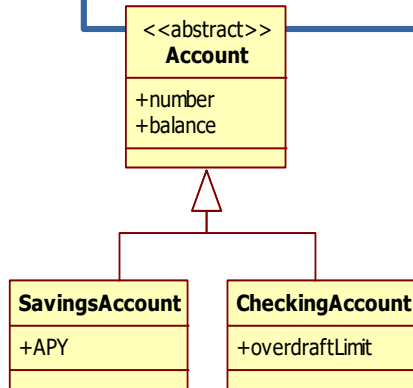 <<abstract>>
Account
+number
+balance
SavingsAccount
+APY
CheckingAccount
+overdraftLimit